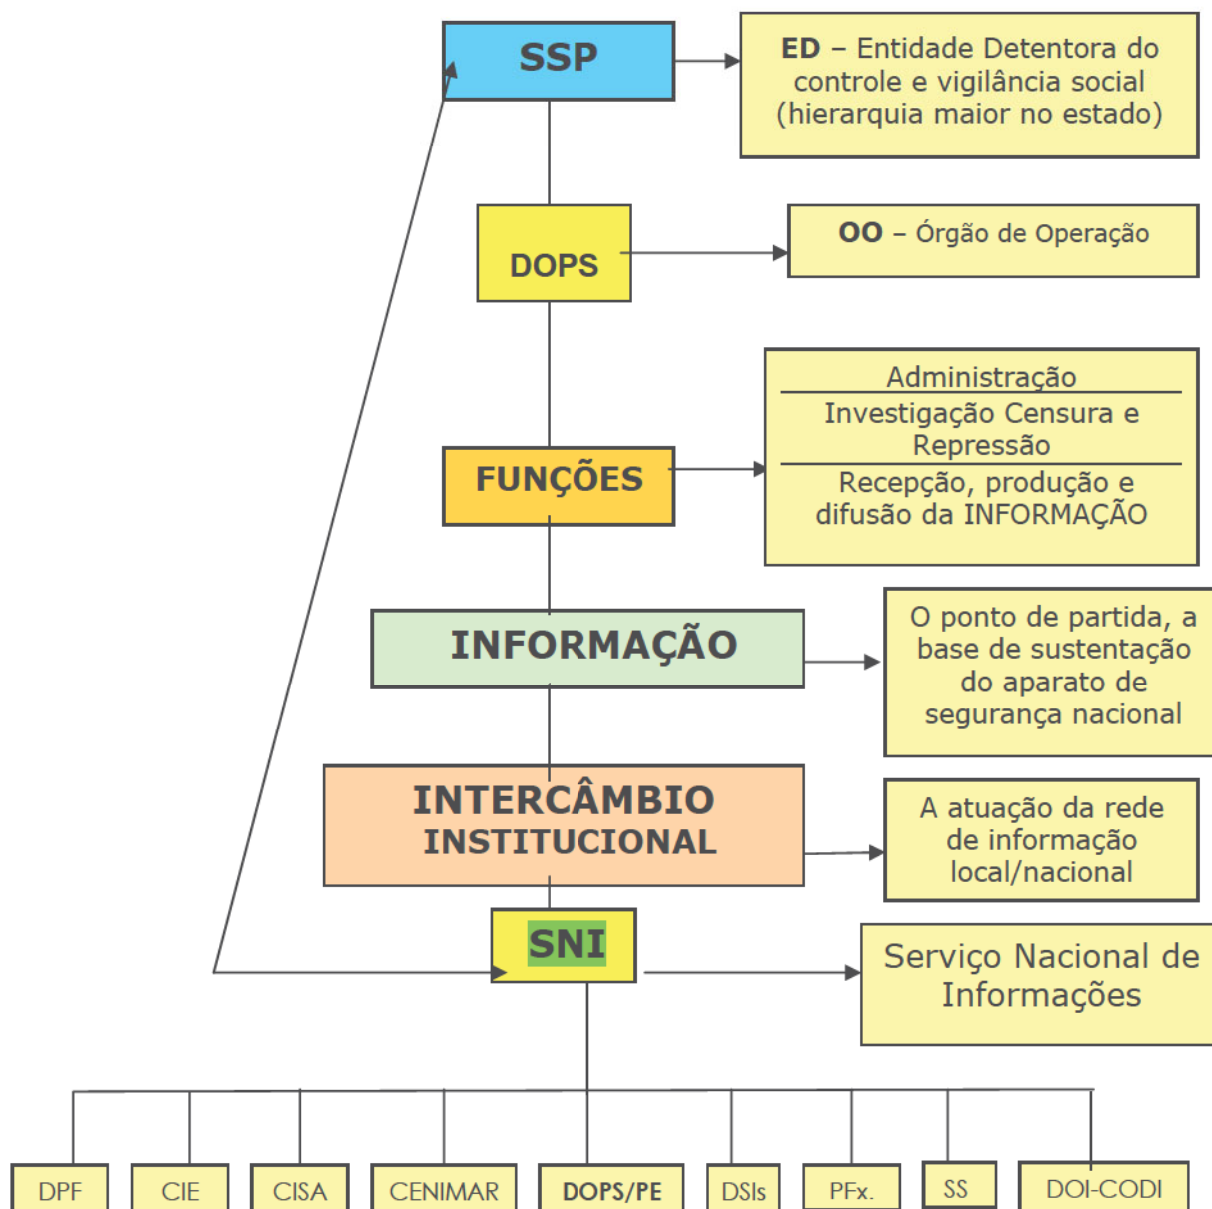 SSP
ED – Entidade Detentora do
controle e vigilância social
(hierarquia maior no estado)
DOPS
OO – Órgão de Operação
FUNÇÕES
Administração
Investigação Censura e
Repressão
Recepção, produção e
difusão da INFORMAÇÃO
INFORMAÇÃO
O ponto de partida, a
base de sustentação
do aparato de
segurança nacional
INTERCÂMBIO
INSTITUCIONAL
A atuação da rede
de informação
local/nacional
SNI
Serviço Nacional de
Informações
DPF
CIE
CISA
CENIMAR
DOPS/PE
DSIs
PFx.
SS
DOI-CODI